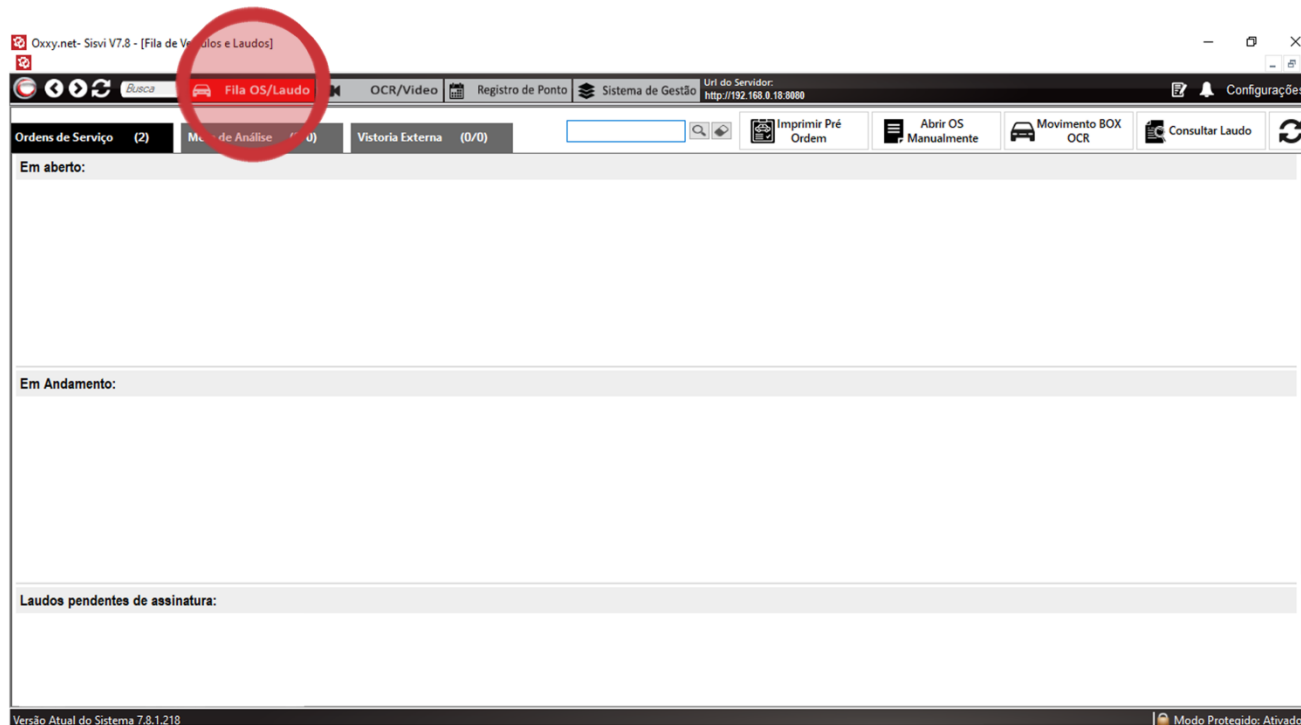 Oxxy.net- Sisvi V7.8 - [Fila de Veículos e Laudos]
Busca
Fila OS/Laudo
OCR/Video
Registro de Ponto
Sistema de Gestão
Url do Servidor:
http://192.168.0.18:8080
Configurações
Ordens de Serviço (2)
de Análise
Vistoria Externa (0/0)
Imprimir Pré
Ordem
Abrir OS
Manualmente
Movimento BOX
OCR
Consultar Laudo
Em aberto:
Em Andamento:
Laudos pendentes de assinatura:
Versão Atual do Sistema 7.8.1.218
Modo Protegido: Ativado